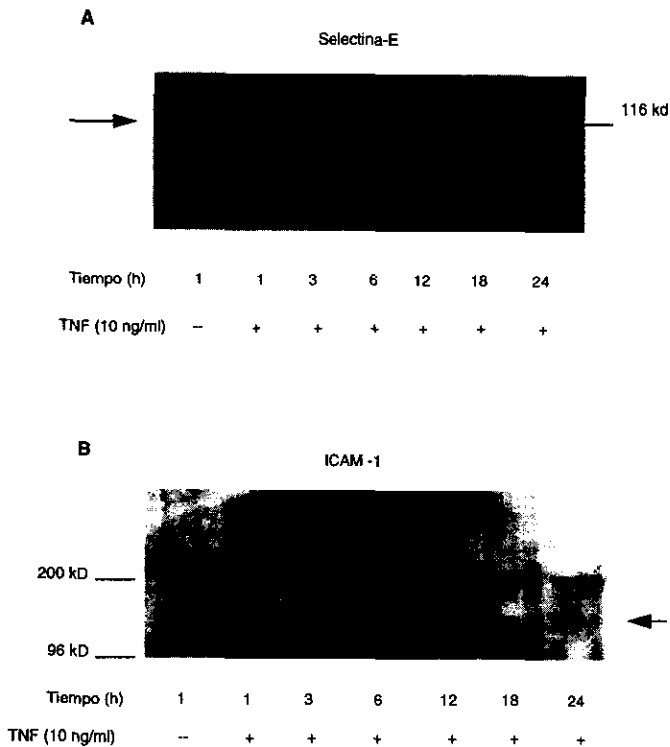 A
Selectina-E
116 kd
Tiempo (h) 1 1 3 6 12 18 24
TNF (10 ng/ml) -- + + + + + +
B
ICAM -1
200 kD
96 kD
Tiempo (h) 1 1 3 6 12 18 24
TNF (10 ng/ml) -- + + + + + +